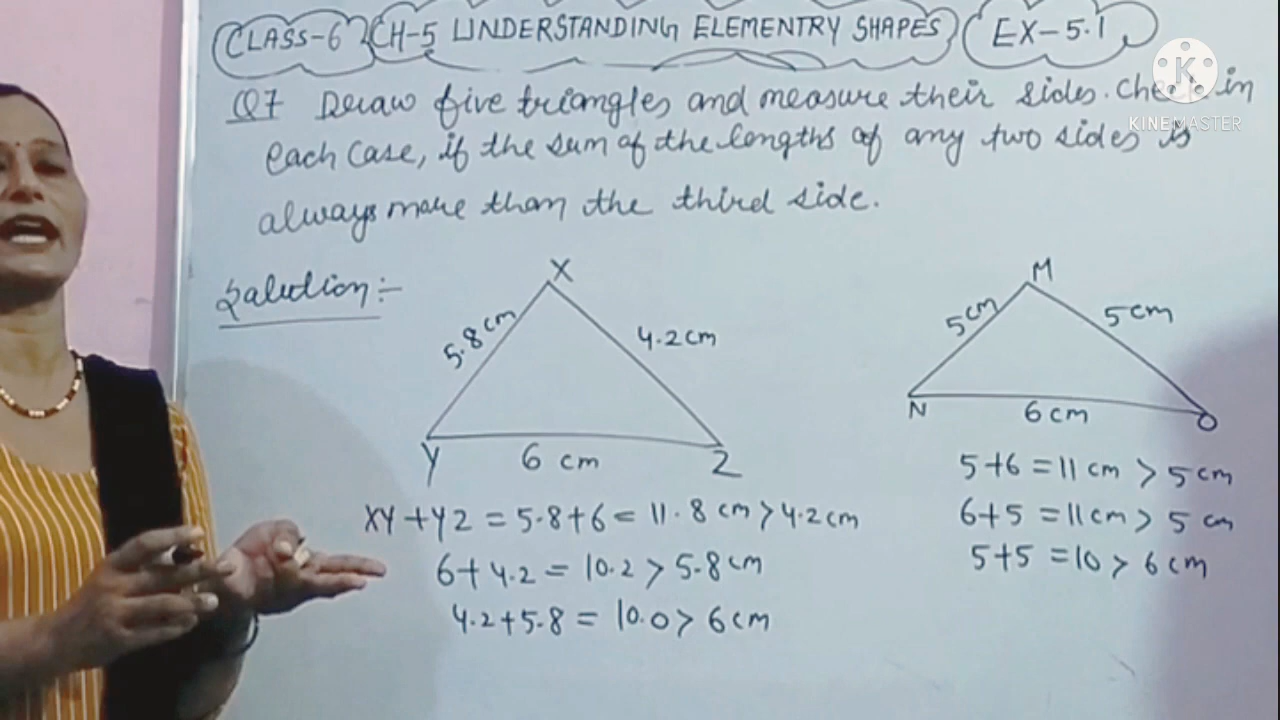 CLASS-6 CH-5 UNDERSTANDING ELEMENTRY SHAPES EX-5.1
K
KINEMASTER
Q7 Draw five triangles and measure their sides. Check in
each case, if the sum of the lengths of any two sides is
always more than the third side.
Solution:-
X
5.8 cm
4.2 cm
Y
6 cm
Z
XY + YZ = 5.8 + 6 = 11.8 cm > 4.2 cm
6 + 4.2 = 10.2 > 5.8 cm
4.2 + 5.8 = 10.0 > 6 cm
M
5 cm
5 cm
N
6 cm
O
5 + 6 = 11 cm > 5 cm
6 + 5 = 11 cm > 5 cm
5 + 5 = 10 > 6 cm